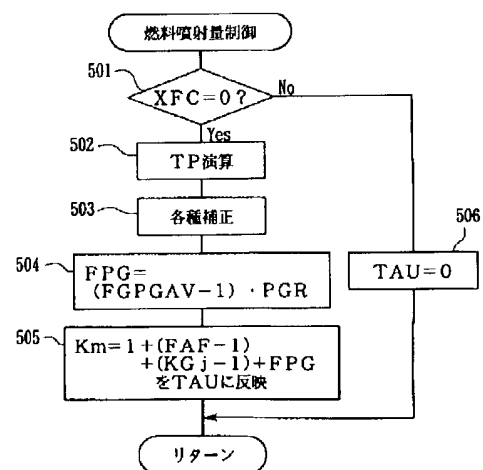 燃料噴射量制御
501
XFC=0?
No
Yes
502
TP演算
503
各種補正
504
FPG=
(FGPGAV-1)・PGR
506
TAU=0
505
Km=1+(FAF-1)
+(KGj-1)+FPG
をTAUに反映
リターン